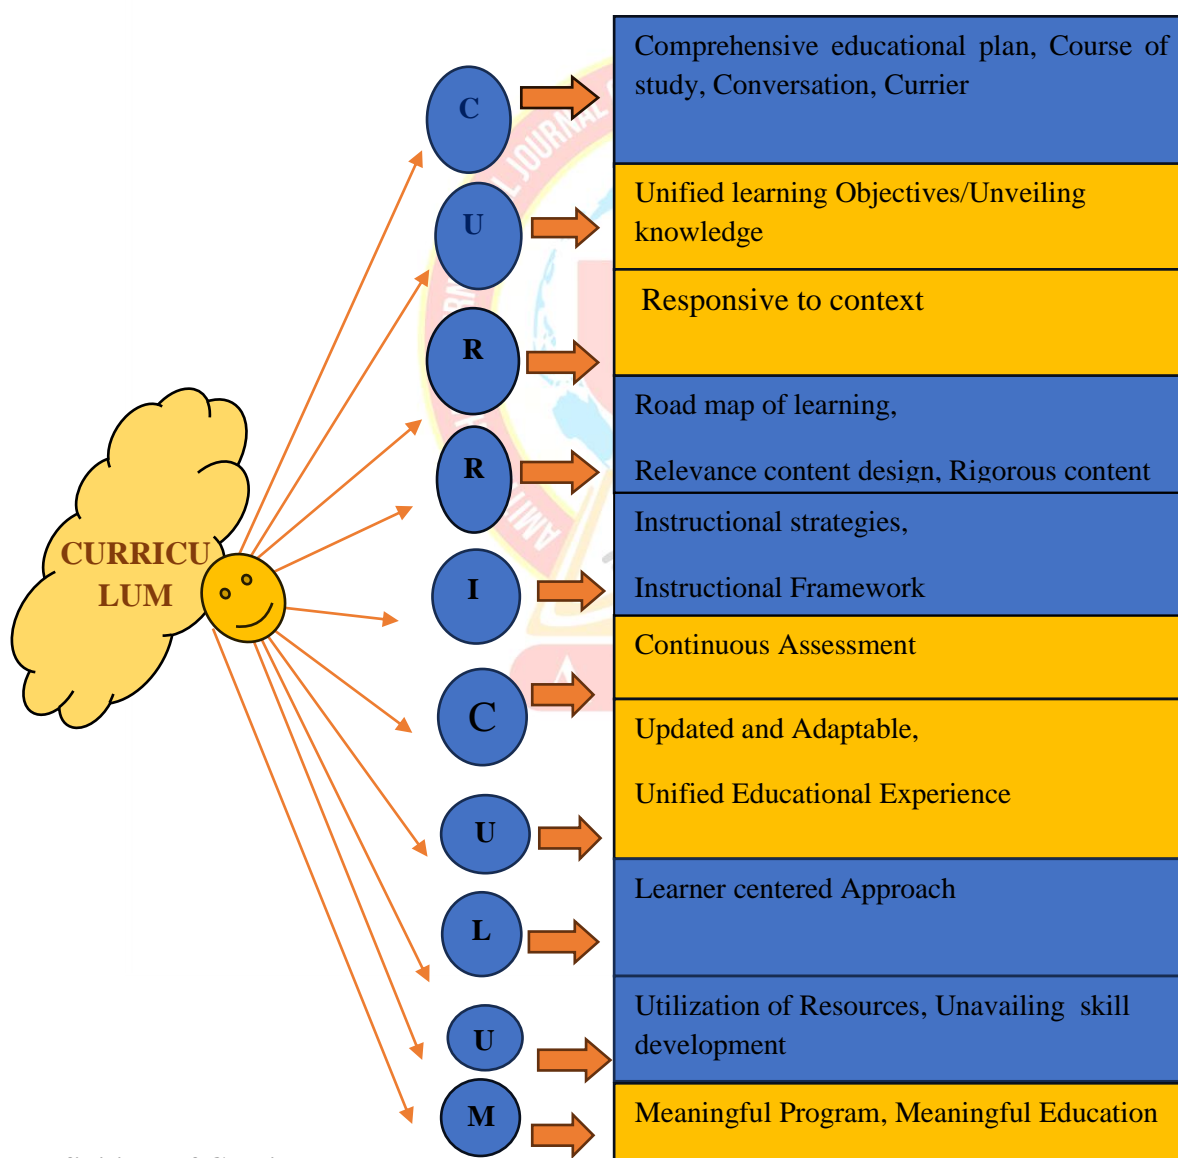 Comprehensive educational plan, Course of
study, Conversation, Currier
C
Unified learning Objectives/Unveiling
knowledge
U
Responsive to context
R
Road map of learning,
Relevance content design, Rigorous content
R
Instructional strategies,
Instructional Framework
I
CURRICU
LUM
Continuous Assessment
C
Updated and Adaptable,
Unified Educational Experience
U
Learner centered Approach
L
Utilization of Resources, Unavailing skill
development
U
Meaningful Program, Meaningful Education
M